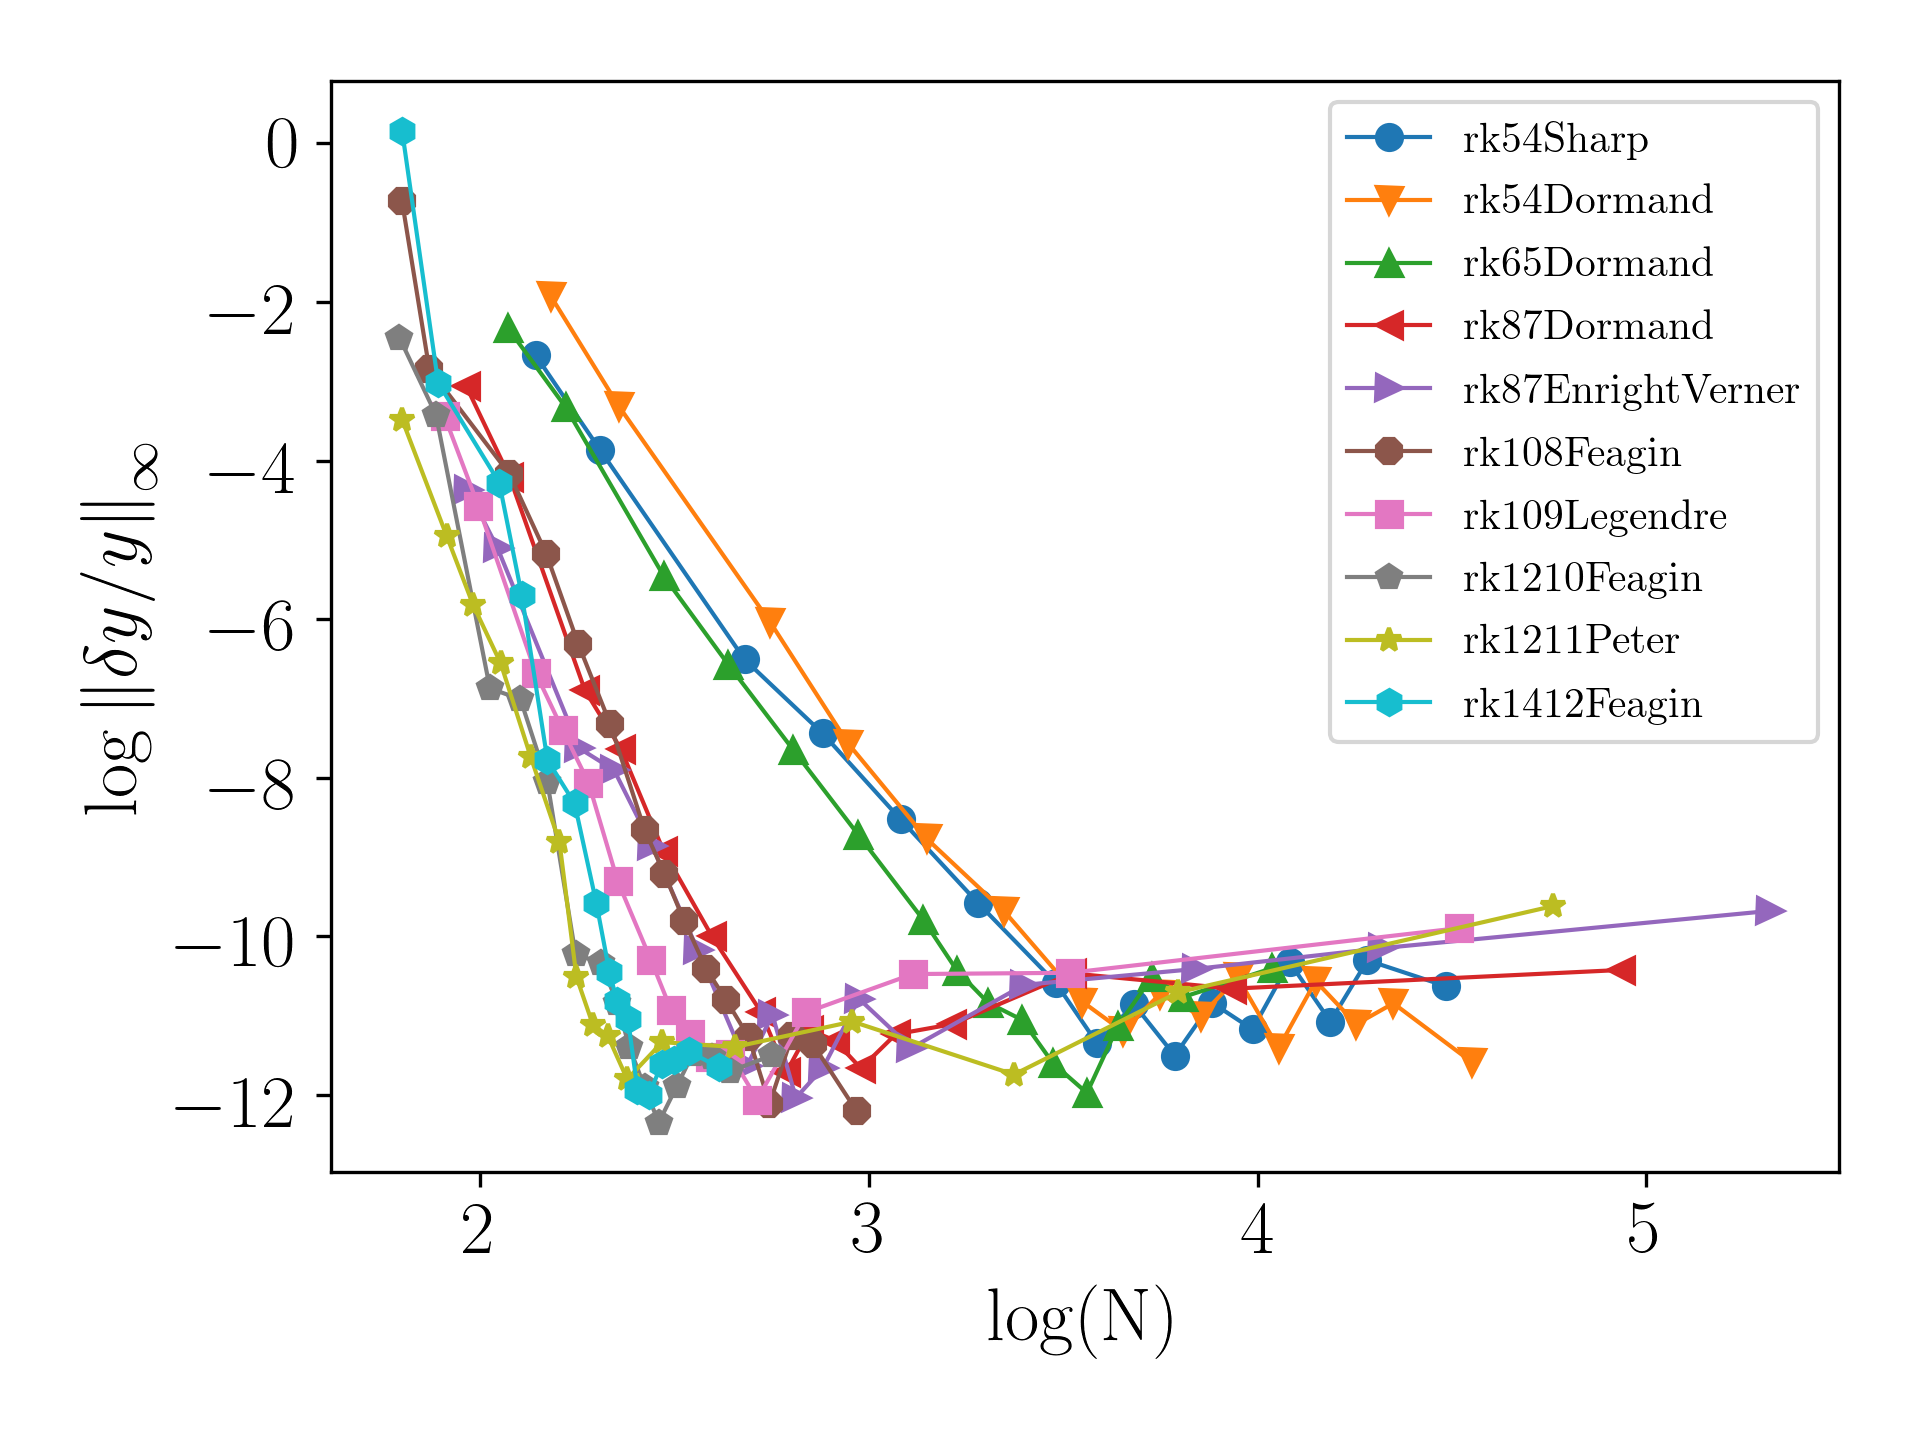 0
−2
−4
−6
−8
−10
−12
log ‖δy/y‖∞
2
3
4
5
log(N)
rk54Sharp
rk54Dormand
rk65Dormand
rk87Dormand
rk87EnrightVerner
rk108Feagin
rk109Legendre
rk1210Feagin
rk1211Peter
rk1412Feagin